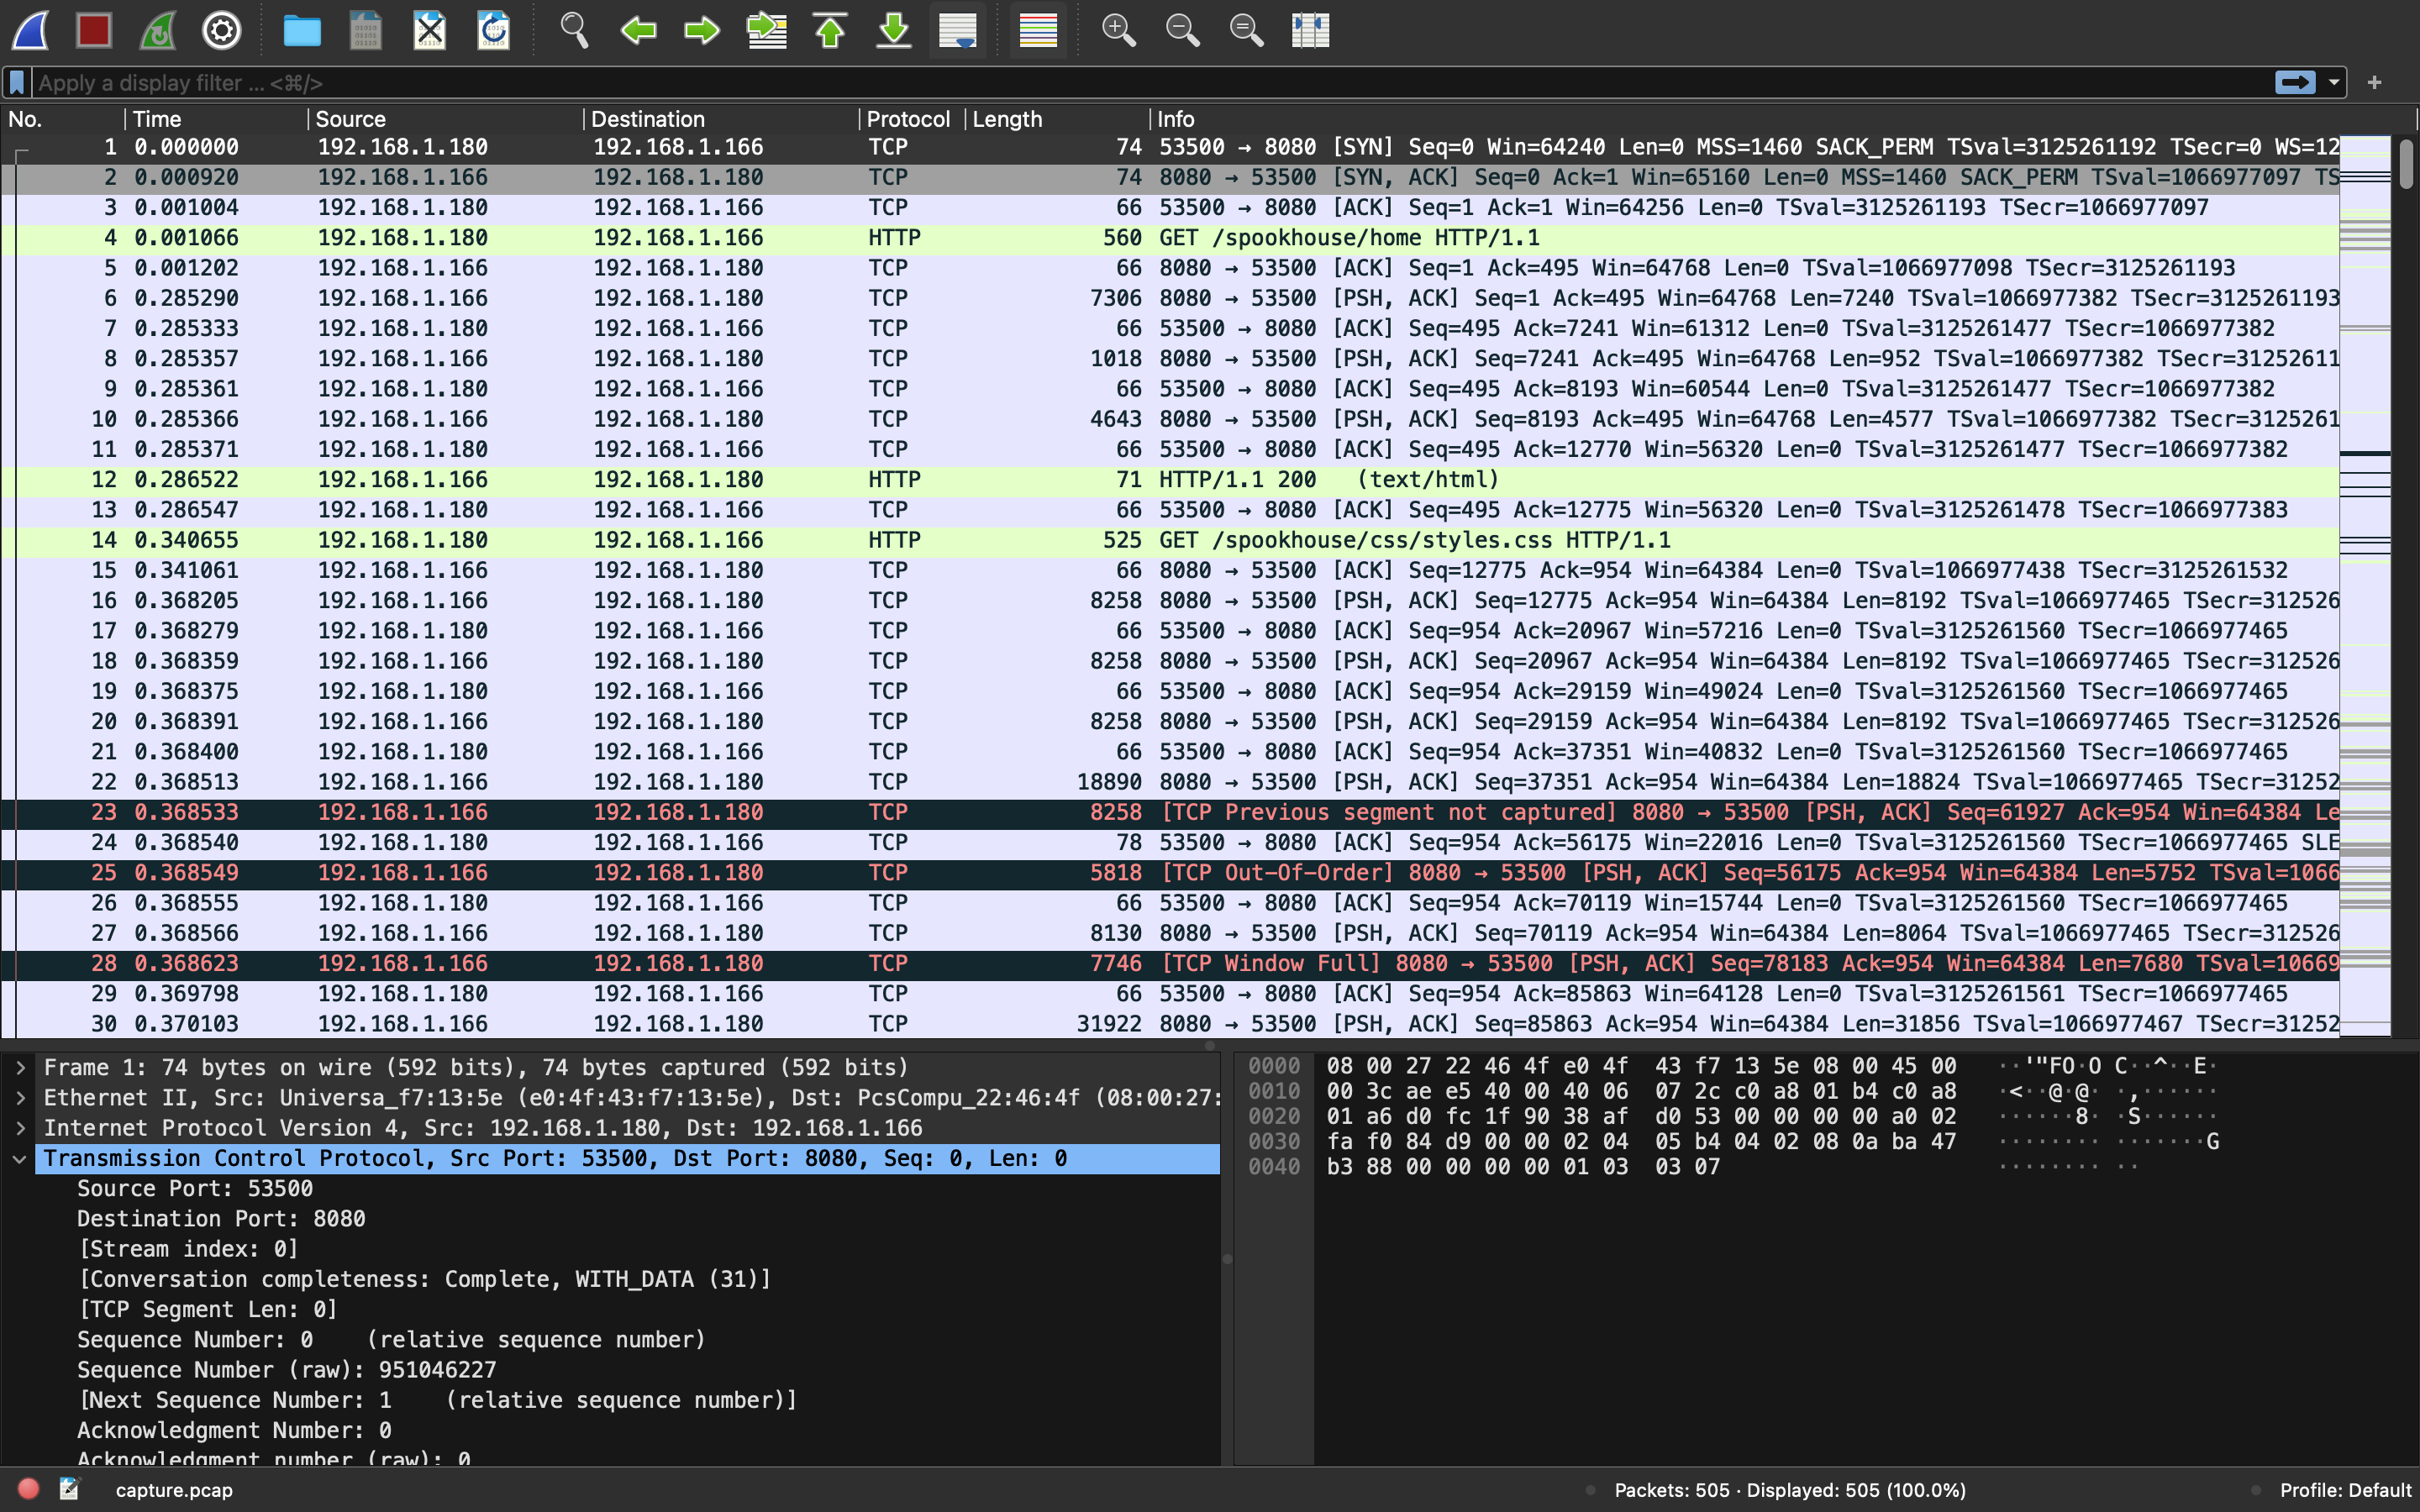 Apply a display filter ... <⌘/>
No. Time Source Destination Protocol Length Info
1 0.000000 192.168.1.180 192.168.1.166 TCP 74 53500 → 8080 [SYN] Seq=0 Win=64240 Len=0 MSS=1460 SACK_PERM TSval=3125261192 TSecr=0 WS=12
2 0.000920 192.168.1.166 192.168.1.180 TCP 74 8080 → 53500 [SYN, ACK] Seq=0 Ack=1 Win=65160 Len=0 MSS=1460 SACK_PERM TSval=1066977097 TS
3 0.001004 192.168.1.180 192.168.1.166 TCP 66 53500 → 8080 [ACK] Seq=1 Ack=1 Win=64256 Len=0 TSval=3125261193 TSecr=1066977097
4 0.001066 192.168.1.180 192.168.1.166 HTTP 560 GET /spookhouse/home HTTP/1.1
5 0.001202 192.168.1.166 192.168.1.180 TCP 66 8080 → 53500 [ACK] Seq=1 Ack=495 Win=64768 Len=0 TSval=1066977098 TSecr=3125261193
6 0.285290 192.168.1.166 192.168.1.180 TCP 7306 8080 → 53500 [PSH, ACK] Seq=1 Ack=495 Win=64768 Len=7240 TSval=1066977382 TSecr=3125261193
7 0.285333 192.168.1.180 192.168.1.166 TCP 66 53500 → 8080 [ACK] Seq=495 Ack=7241 Win=61312 Len=0 TSval=3125261477 TSecr=1066977382
8 0.285357 192.168.1.166 192.168.1.180 TCP 1018 8080 → 53500 [PSH, ACK] Seq=7241 Ack=495 Win=64768 Len=952 TSval=1066977382 TSecr=31252611
9 0.285361 192.168.1.180 192.168.1.166 TCP 66 53500 → 8080 [ACK] Seq=495 Ack=8193 Win=60544 Len=0 TSval=3125261477 TSecr=1066977382
10 0.285366 192.168.1.166 192.168.1.180 TCP 4643 8080 → 53500 [PSH, ACK] Seq=8193 Ack=495 Win=64768 Len=4577 TSval=1066977382 TSecr=3125261
11 0.285371 192.168.1.180 192.168.1.166 TCP 66 53500 → 8080 [ACK] Seq=495 Ack=12770 Win=56320 Len=0 TSval=3125261477 TSecr=1066977382
12 0.286522 192.168.1.166 192.168.1.180 HTTP 71 HTTP/1.1 200 (text/html)
13 0.286547 192.168.1.180 192.168.1.166 TCP 66 53500 → 8080 [ACK] Seq=495 Ack=12775 Win=56320 Len=0 TSval=3125261478 TSecr=1066977383
14 0.340655 192.168.1.180 192.168.1.166 HTTP 525 GET /spookhouse/css/styles.css HTTP/1.1
15 0.341061 192.168.1.166 192.168.1.180 TCP 66 8080 → 53500 [ACK] Seq=12775 Ack=954 Win=64384 Len=0 TSval=1066977438 TSecr=3125261532
16 0.368205 192.168.1.166 192.168.1.180 TCP 8258 8080 → 53500 [PSH, ACK] Seq=12775 Ack=954 Win=64384 Len=8192 TSval=1066977465 TSecr=312526
17 0.368279 192.168.1.180 192.168.1.166 TCP 66 53500 → 8080 [ACK] Seq=954 Ack=20967 Win=57216 Len=0 TSval=3125261560 TSecr=1066977465
18 0.368359 192.168.1.166 192.168.1.180 TCP 8258 8080 → 53500 [PSH, ACK] Seq=20967 Ack=954 Win=64384 Len=8192 TSval=1066977465 TSecr=312526
19 0.368375 192.168.1.180 192.168.1.166 TCP 66 53500 → 8080 [ACK] Seq=954 Ack=29159 Win=49024 Len=0 TSval=3125261560 TSecr=1066977465
20 0.368391 192.168.1.166 192.168.1.180 TCP 8258 8080 → 53500 [PSH, ACK] Seq=29159 Ack=954 Win=64384 Len=8192 TSval=1066977465 TSecr=312526
21 0.368400 192.168.1.180 192.168.1.166 TCP 66 53500 → 8080 [ACK] Seq=954 Ack=37351 Win=40832 Len=0 TSval=3125261560 TSecr=1066977465
22 0.368513 192.168.1.166 192.168.1.180 TCP 18890 8080 → 53500 [PSH, ACK] Seq=37351 Ack=954 Win=64384 Len=18824 TSval=1066977465 TSecr=31252
23 0.368533 192.168.1.166 192.168.1.180 TCP 8258 [TCP Previous segment not captured] 8080 → 53500 [PSH, ACK] Seq=61927 Ack=954 Win=64384 Le
24 0.368540 192.168.1.180 192.168.1.166 TCP 78 53500 → 8080 [ACK] Seq=954 Ack=56175 Win=22016 Len=0 TSval=3125261560 TSecr=1066977465 SLE
25 0.368549 192.168.1.166 192.168.1.180 TCP 5818 [TCP Out-Of-Order] 8080 → 53500 [PSH, ACK] Seq=56175 Ack=954 Win=64384 Len=5752 TSval=1066
26 0.368555 192.168.1.180 192.168.1.166 TCP 66 53500 → 8080 [ACK] Seq=954 Ack=70119 Win=15744 Len=0 TSval=3125261560 TSecr=1066977465
27 0.368566 192.168.1.166 192.168.1.180 TCP 8130 8080 → 53500 [PSH, ACK] Seq=70119 Ack=954 Win=64384 Len=8064 TSval=1066977465 TSecr=312526
28 0.368623 192.168.1.166 192.168.1.180 TCP 7746 [TCP Window Full] 8080 → 53500 [PSH, ACK] Seq=78183 Ack=954 Win=64384 Len=7680 TSval=10669
29 0.369798 192.168.1.180 192.168.1.166 TCP 66 53500 → 8080 [ACK] Seq=954 Ack=85863 Win=64128 Len=0 TSval=3125261561 TSecr=1066977465
30 0.370103 192.168.1.166 192.168.1.180 TCP 31922 8080 → 53500 [PSH, ACK] Seq=85863 Ack=954 Win=64384 Len=31856 TSval=1066977467 TSecr=31252
Frame 1: 74 bytes on wire (592 bits), 74 bytes captured (592 bits)
Ethernet II, Src: Universa_f7:13:5e (e0:4f:43:f7:13:5e), Dst: PcsCompu_22:46:4f (08:00:27:
Internet Protocol Version 4, Src: 192.168.1.180, Dst: 192.168.1.166
Transmission Control Protocol, Src Port: 53500, Dst Port: 8080, Seq: 0, Len: 0
Source Port: 53500
Destination Port: 8080
[Stream index: 0]
[Conversation completeness: Complete, WITH_DATA (31)]
[TCP Segment Len: 0]
Sequence Number: 0 (relative sequence number)
Sequence Number (raw): 951046227
[Next Sequence Number: 1 (relative sequence number)]
Acknowledgment Number: 0
Acknowledgment number (raw): 0
0000 08 00 27 22 46 4f e0 4f 43 f7 13 5e 08 00 45 00 ··'"FO·O C··^··E·
0010 00 3c ae e5 40 00 40 06 07 2c c0 a8 01 b4 c0 a8 ·<··@·@· ·,······
0020 01 a6 d0 fc 1f 90 38 af d0 53 00 00 00 00 a0 02 ······8· ·S······
0030 fa f0 84 d9 00 00 02 04 05 b4 04 02 08 0a ba 47 ········ ·······G
0040 b3 88 00 00 00 00 01 03 03 07 ········ ··
capture.pcap
Packets: 505 · Displayed: 505 (100.0%)
Profile: Default